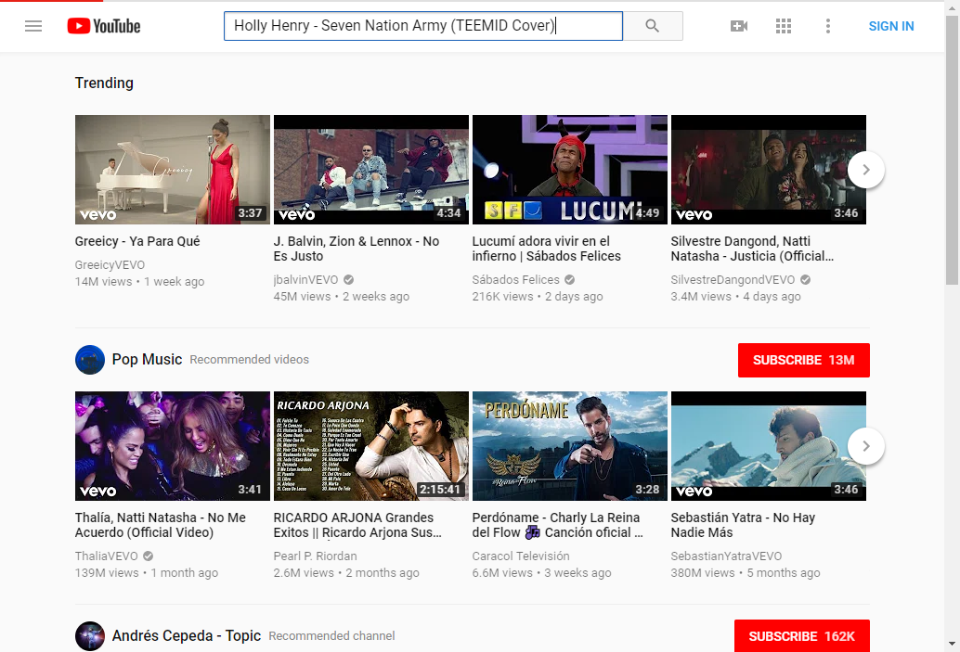 YouTube
Holly Henry - Seven Nation Army (TEEMID Cover)
SIGN IN
Trending
vevo
3:37
vevo
4:34
SFC
LUCUMí
4:49
vevo
3:46
Greeicy - Ya Para Qué
GreeicyVEVO
14M views • 1 week ago
J. Balvin, Zion & Lennox - No
Es Justo
jbalvinVEVO
45M views • 2 weeks ago
Lucumí adora vivir en el
infierno | Sábados Felices
Sábados Felices
216K views • 2 days ago
Silvestre Dangond, Natti
Natasha - Justicia (Official...
SilvestreDangondVEVO
3.4M views • 4 days ago
Pop Music Recommended videos
SUBSCRIBE 13M
vevo
3:41
RICARDO ARJONA
2:15:41
PERDÓNAME
3:28
vevo
3:46
Thalía, Natti Natasha - No Me
Acuerdo (Official Video)
ThaliaVEVO
139M views • 1 month ago
RICARDO ARJONA Grandes
Exitos || Ricardo Arjona Sus...
Pearl P. Riordan
2.6M views • 2 months ago
Perdóname - Charly La Reina
del Flow 🎶 Canción oficial ...
Caracol Televisión
6.6M views • 3 weeks ago
Sebastián Yatra - No Hay
Nadie Más
SebastianYatraVEVO
380M views • 5 months ago
Andrés Cepeda - Topic Recommended channel
SUBSCRIBE 162K